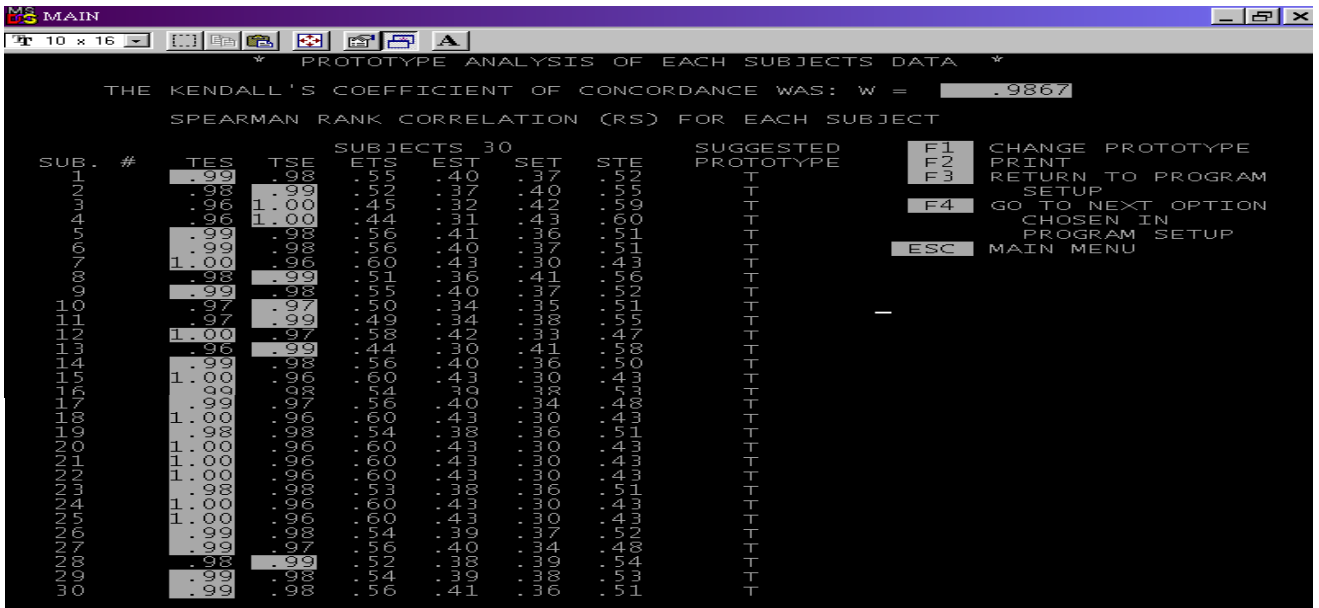 MAIN
10 x 16 A
* PROTOTYPE ANALYSIS OF EACH SUBJECTS DATA *
THE KENDALL'S COEFFICIENT OF CONCORDANCE WAS: W = .9867
SPEARMAN RANK CORRELATION (RS) FOR EACH SUBJECT
SUBJECTS 30 SUGGESTED F1 CHANGE PROTOTYPE
SUB. # TES TSE ETS EST SET STE PROTOTYPE F2 PRINT
1 .99 .98 .55 .40 .37 .52 T F3 RETURN TO PROGRAM
2 .98 .99 .52 .37 .40 .55 T SETUP
3 .96 1.00 .45 .32 .42 .59 T F4 GO TO NEXT OPTION
4 .96 1.00 .44 .31 .43 .60 T CHOSEN IN
5 .99 .98 .56 .41 .36 .51 T PROGRAM SETUP
6 .99 .98 .56 .40 .37 .51 T ESC MAIN MENU
7 1.00 .96 .60 .43 .30 .43 T
8 .98 .99 .51 .36 .41 .56 T
9 .99 .98 .55 .40 .37 .52 T
10 .97 .97 .50 .34 .35 .51 T
11 .97 .99 .49 .34 .38 .55 T
12 1.00 .97 .58 .42 .33 .47 T
13 .96 .99 .44 .30 .41 .58 T
14 .99 .98 .56 .40 .36 .50 T
15 1.00 .96 .60 .43 .30 .43 T
16 .99 .98 .54 .39 .38 .53 T
17 .99 .97 .56 .40 .34 .48 T
18 1.00 .96 .60 .43 .30 .43 T
19 .98 .98 .54 .38 .36 .51 T
20 1.00 .96 .60 .43 .30 .43 T
21 1.00 .96 .60 .43 .30 .43 T
22 1.00 .96 .60 .43 .30 .43 T
23 .98 .98 .53 .38 .36 .51 T
24 1.00 .96 .60 .43 .30 .43 T
25 1.00 .96 .60 .43 .30 .43 T
26 .99 .98 .54 .39 .37 .52 T
27 .99 .97 .56 .40 .34 .48 T
28 .98 .99 .52 .38 .39 .54 T
29 .99 .98 .54 .39 .38 .53 T
30 .99 .98 .56 .41 .36 .51 T